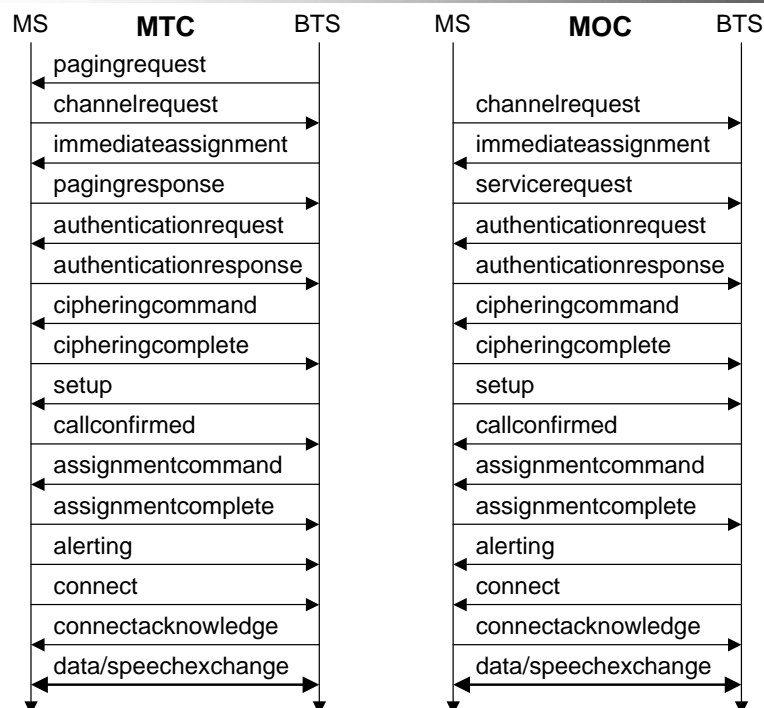 MS MTC BTS
pagingrequest
channelrequest
immediateassignment
pagingresponse
authenticationrequest
authenticationresponse
cipheringcommand
cipheringcomplete
setup
callconfirmed
assignmentcommand
assignmentcomplete
alerting
connect
connectacknowledge
data/speechexchange
MS MOC BTS
channelrequest
immediateassignment
servicerequest
authenticationrequest
authenticationresponse
cipheringcommand
cipheringcomplete
setup
callconfirmed
assignmentcommand
assignmentcomplete
alerting
connect
connectacknowledge
data/speechexchange